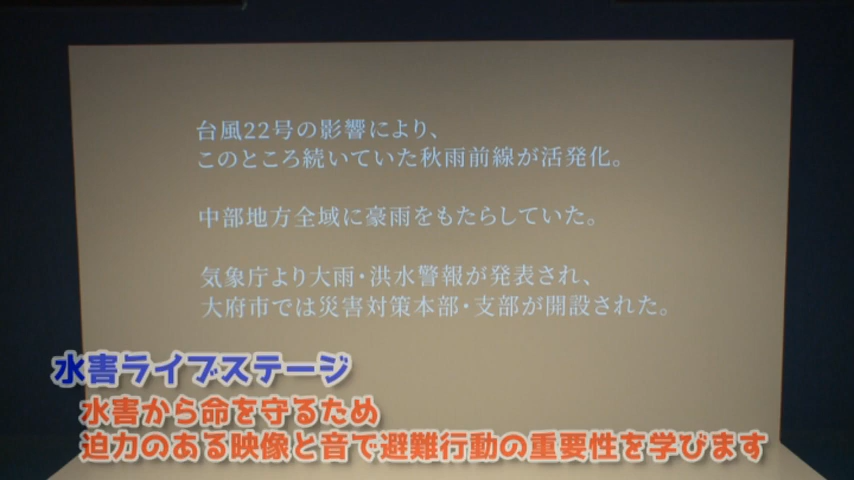 台風22号の影響により、
このところ続いていた秋雨前線が活発化。
中部地方全域に豪雨をもたらしていた。
気象庁より大雨・洪水警報が発表され、
大府市では災害対策本部・支部が開設された。
水害ライブステージ
水害から命を守るため
迫力のある映像と音で避難行動の重要性を学びます